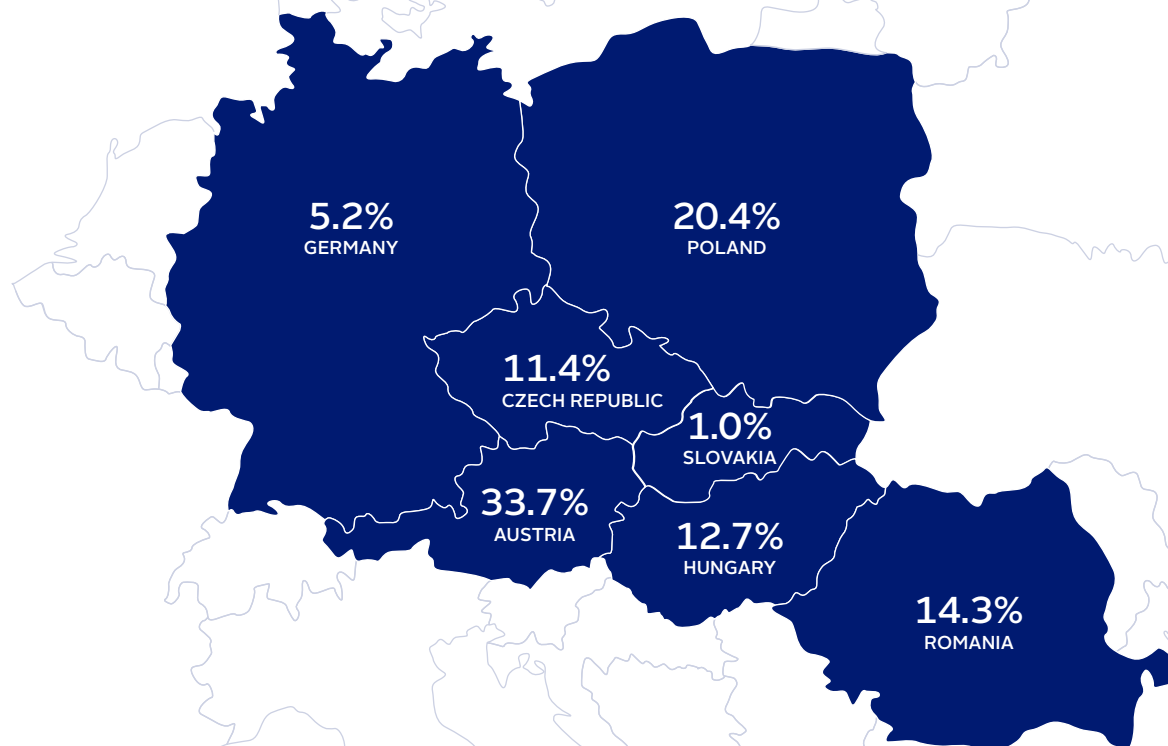 5.2%
GERMANY
20.4%
POLAND
11.4%
CZECH REPUBLIC
1.0%
SLOVAKIA
33.7%
AUSTRIA
12.7%
HUNGARY
14.3%
ROMANIA